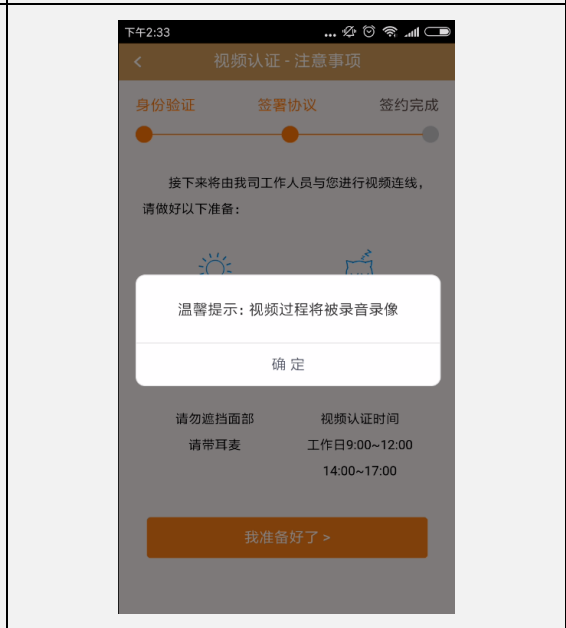 下午2:33
视频认证 - 注意事项
身份验证 签署协议 签约完成
接下来将由我司工作人员与您进行视频连线，
请做好以下准备：
温馨提示：视频过程将被录音录像
确定
请勿遮挡面部 视频认证时间
请带耳麦 工作日9:00~12:00
14:00~17:00
我准备好了 >